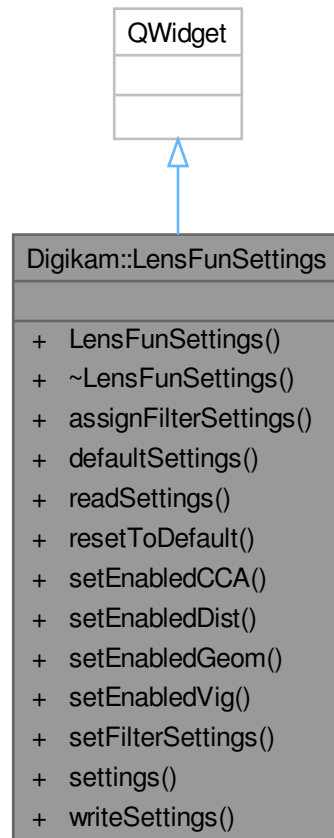 QWidget
Digikam::LensFunSettings
+ LensFunSettings()
+ ~LensFunSettings()
+ assignFilterSettings()
+ defaultSettings()
+ readSettings()
+ resetToDefault()
+ setEnabledCCA()
+ setEnabledDist()
+ setEnabledGeom()
+ setEnabledVig()
+ setFilterSettings()
+ settings()
+ writeSettings()